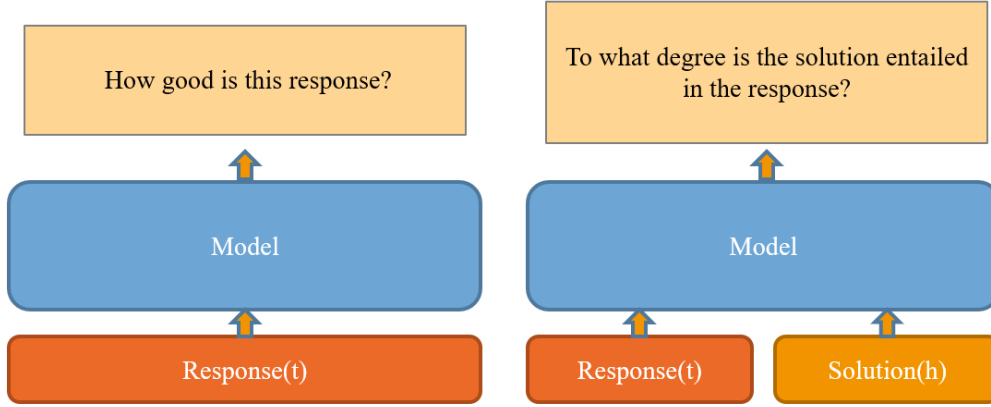 How good is this response?
Model
Response(t)
To what degree is the solution entailed
in the response?
Model
Response(t)
Solution(h)